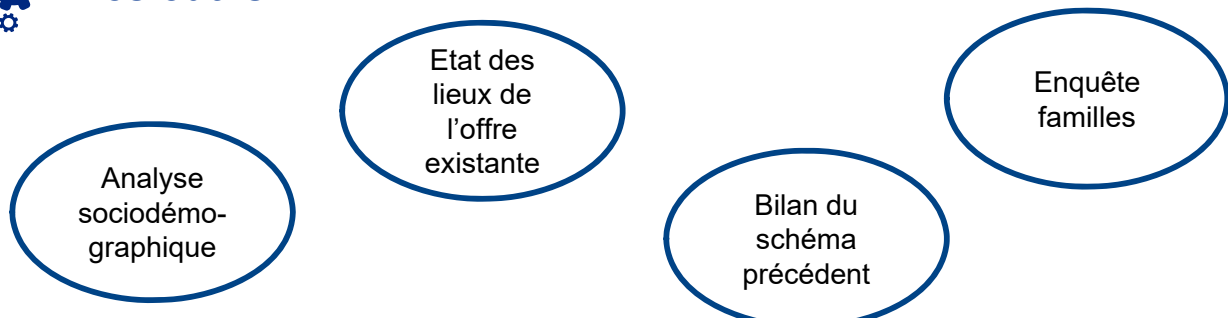 Analyse
sociodémo-
graphique
Etat des
lieux de
l’offre
existante
Bilan du
schéma
précédent
Enquête
familles